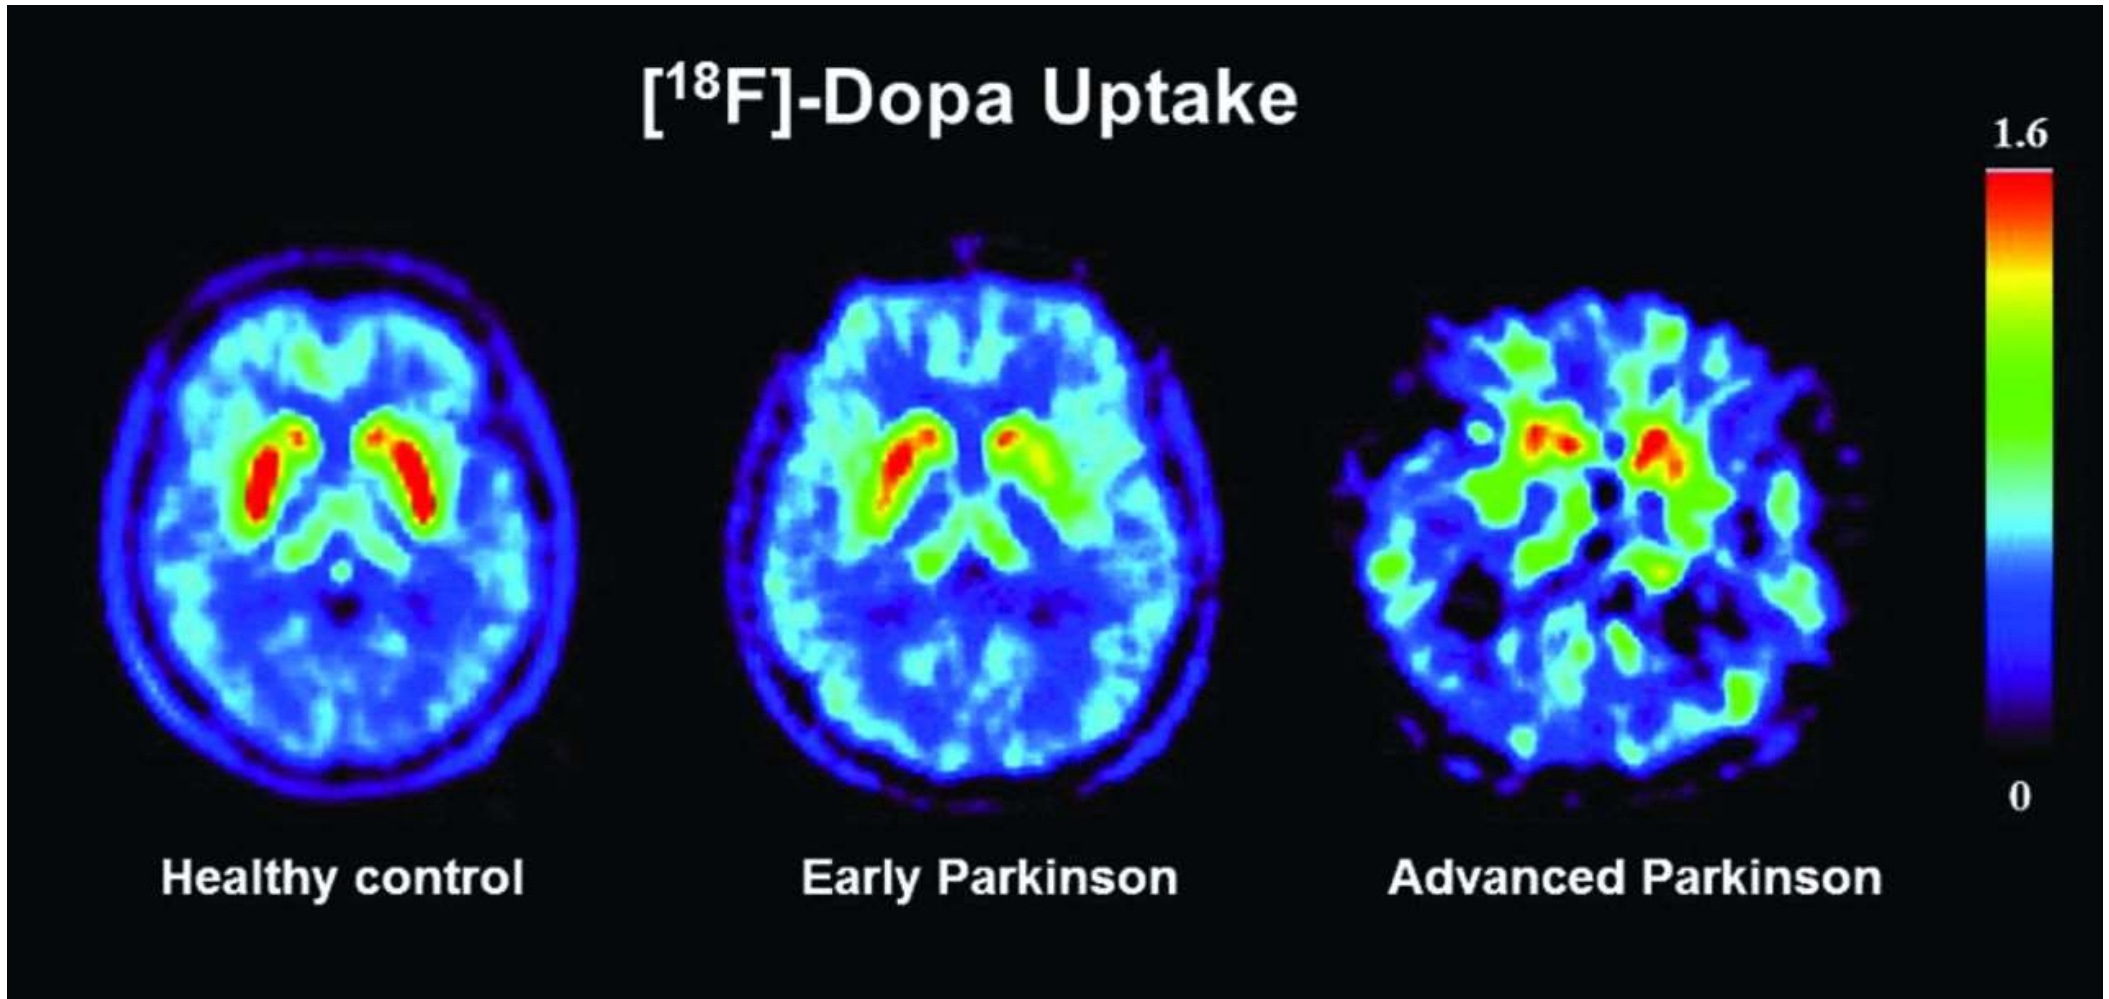 [¹⁸F]-Dopa Uptake
1.6
0
Healthy control
Early Parkinson
Advanced Parkinson